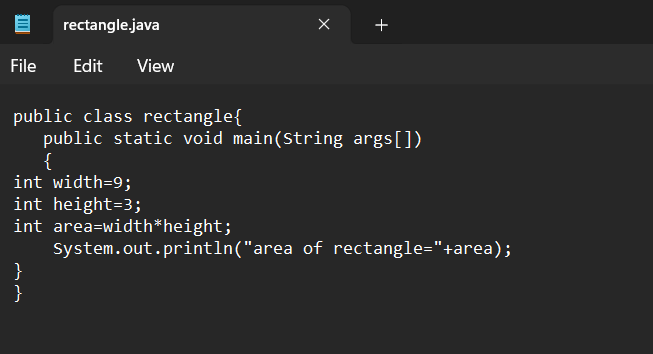 rectangle.java
File Edit View
public class rectangle{
   public static void main(String args[])
   {
int width=9;
int height=3;
int area=width*height;
    System.out.println("area of rectangle="+area);
}
}